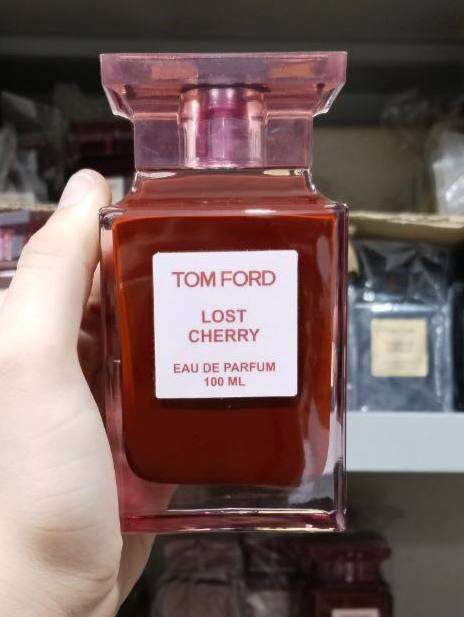 TOM FORD
LOST
CHERRY
EAU DE PARFUM
100 ML